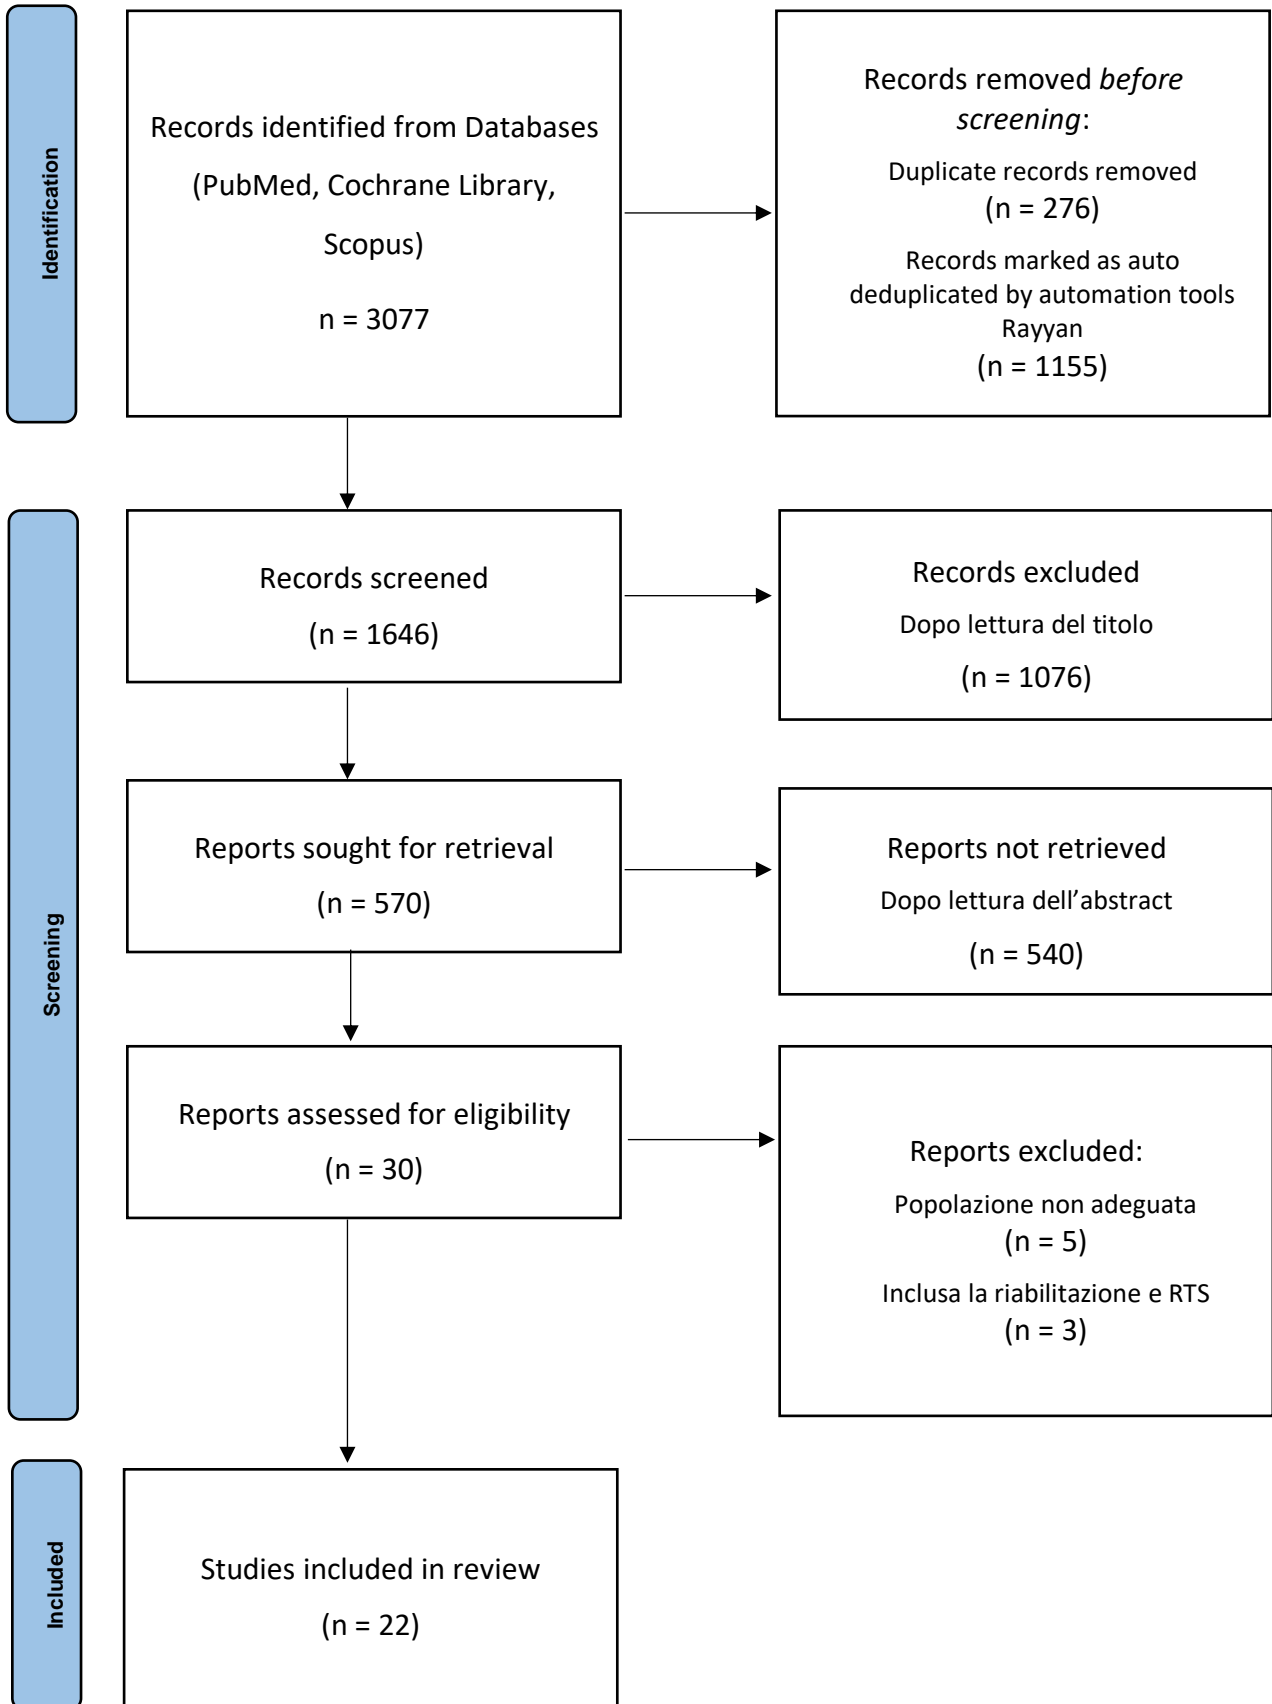 Identification
Records identified from Databases
(PubMed, Cochrane Library,
Scopus)
n = 3077
Records removed before
screening:
Duplicate records removed
(n = 276)
Records marked as auto
deduplicated by automation tools
Rayyan
(n = 1155)
Screening
Records screened
(n = 1646)
Records excluded
Dopo lettura del titolo
(n = 1076)
Reports sought for retrieval
(n = 570)
Reports not retrieved
Dopo lettura dell’abstract
(n = 540)
Reports assessed for eligibility
(n = 30)
Reports excluded:
Popolazione non adeguata
(n = 5)
Inclusa la riabilitazione e RTS
(n = 3)
Included
Studies included in review
(n = 22)